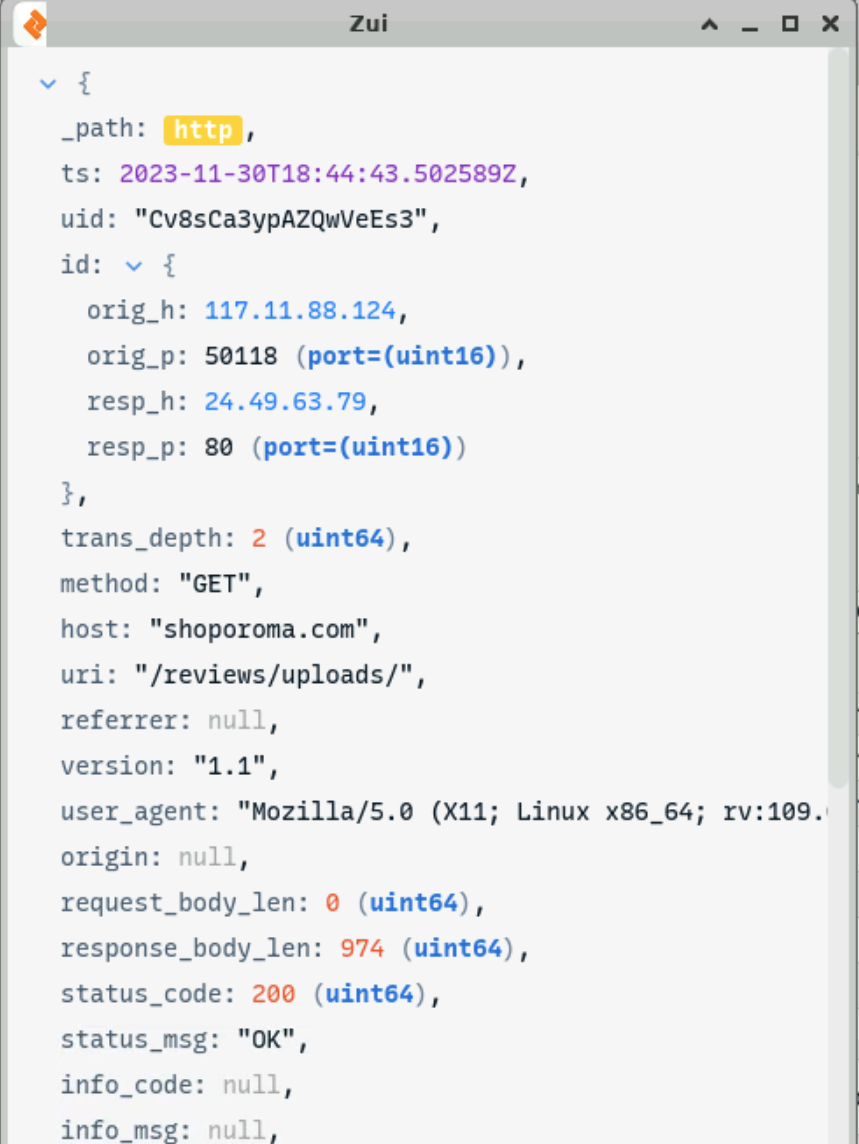 Zui
{
_path: http,
ts: 2023-11-30T18:44:43.502589Z,
uid: "Cv8sCa3ypAZQwVeEs3",
id: {
orig_h: 117.11.88.124,
orig_p: 50118 (port=(uint16)),
resp_h: 24.49.63.79,
resp_p: 80 (port=(uint16))
},
trans_depth: 2 (uint64),
method: "GET",
host: "shoporoma.com",
uri: "/reviews/uploads/",
referrer: null,
version: "1.1",
user_agent: "Mozilla/5.0 (X11; Linux x86_64; rv:109.
origin: null,
request_body_len: 0 (uint64),
response_body_len: 974 (uint64),
status_code: 200 (uint64),
status_msg: "OK",
info_code: null,
info_msg: null,